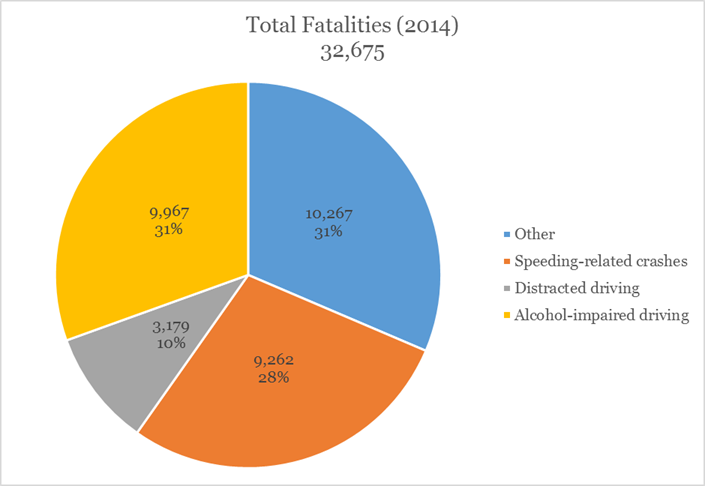 Total Fatalities (2014)
32,675
9,967
31%
10,267
31%
3,179
10%
9,262
28%
Other
Speeding-related crashes
Distracted driving
Alcohol-impaired driving